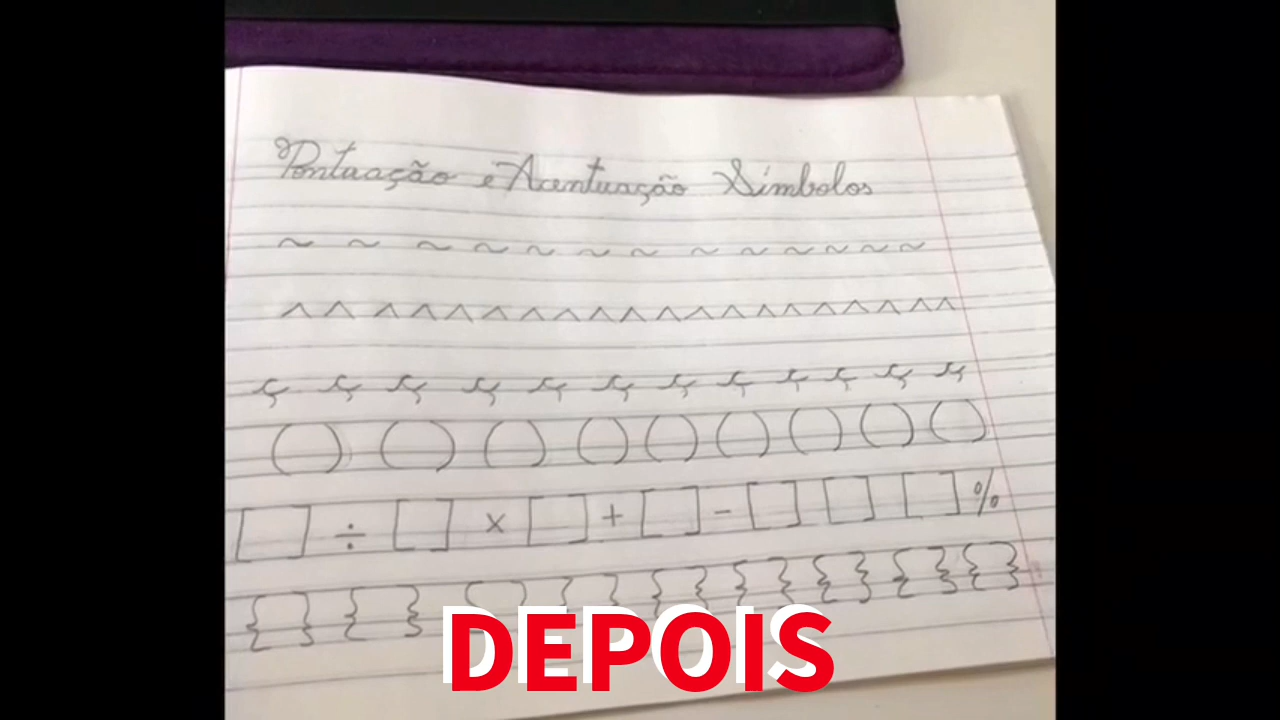 Pontuação e Acentuação Símbolos
~ ~ ~ ~ ~ ~ ~ ~ ~ ~ ~ ~ ~
^ ^ ^ ^ ^ ^ ^ ^ ^ ^ ^ ^ ^ ^ ^ ^ ^ ^ ^ ^
ç ç ç ç ç ç ç ç ç ç ç ç
( ) ( ) ( ) ( ) ( ) ( ) ( ) ( ) ( )
[ ] ÷ [ ] × [ ] + [ ] - [ ] [ ] [ ] %
{ } { } { } { } { } { } { } { } { }
DEPOIS